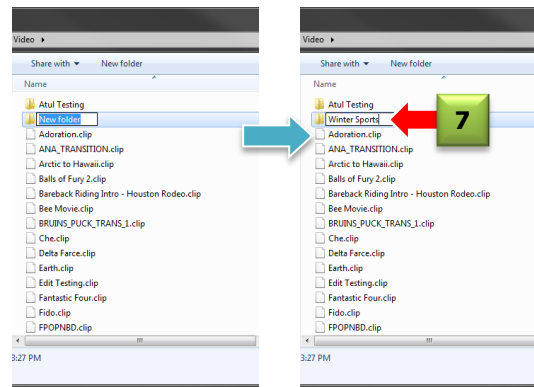 Video ▸
Share with ▾ New folder
Name
Atul Testing
New folder
Adoration.clip
ANA_TRANSITION.clip
Arctic to Hawaii.clip
Balls of Fury 2.clip
Bareback Riding Intro - Houston Rodeo.clip
Bee Movie.clip
BRUINS_PUCK_TRANS_1.clip
Che.clip
Delta Farce.clip
Earth.clip
Edit Testing.clip
Fantastic Four.clip
Fido.clip
FPOPNBD.clip
3:27 PM
Video ▸
Share with ▾ New folder
Name
Atul Testing
Winter Sports
7
Adoration.clip
ANA_TRANSITION.clip
Arctic to Hawaii.clip
Balls of Fury 2.clip
Bareback Riding Intro - Houston Rodeo.clip
Bee Movie.clip
BRUINS_PUCK_TRANS_1.clip
Che.clip
Delta Farce.clip
Earth.clip
Edit Testing.clip
Fantastic Four.clip
Fido.clip
FPOPNBD.clip
3:27 PM